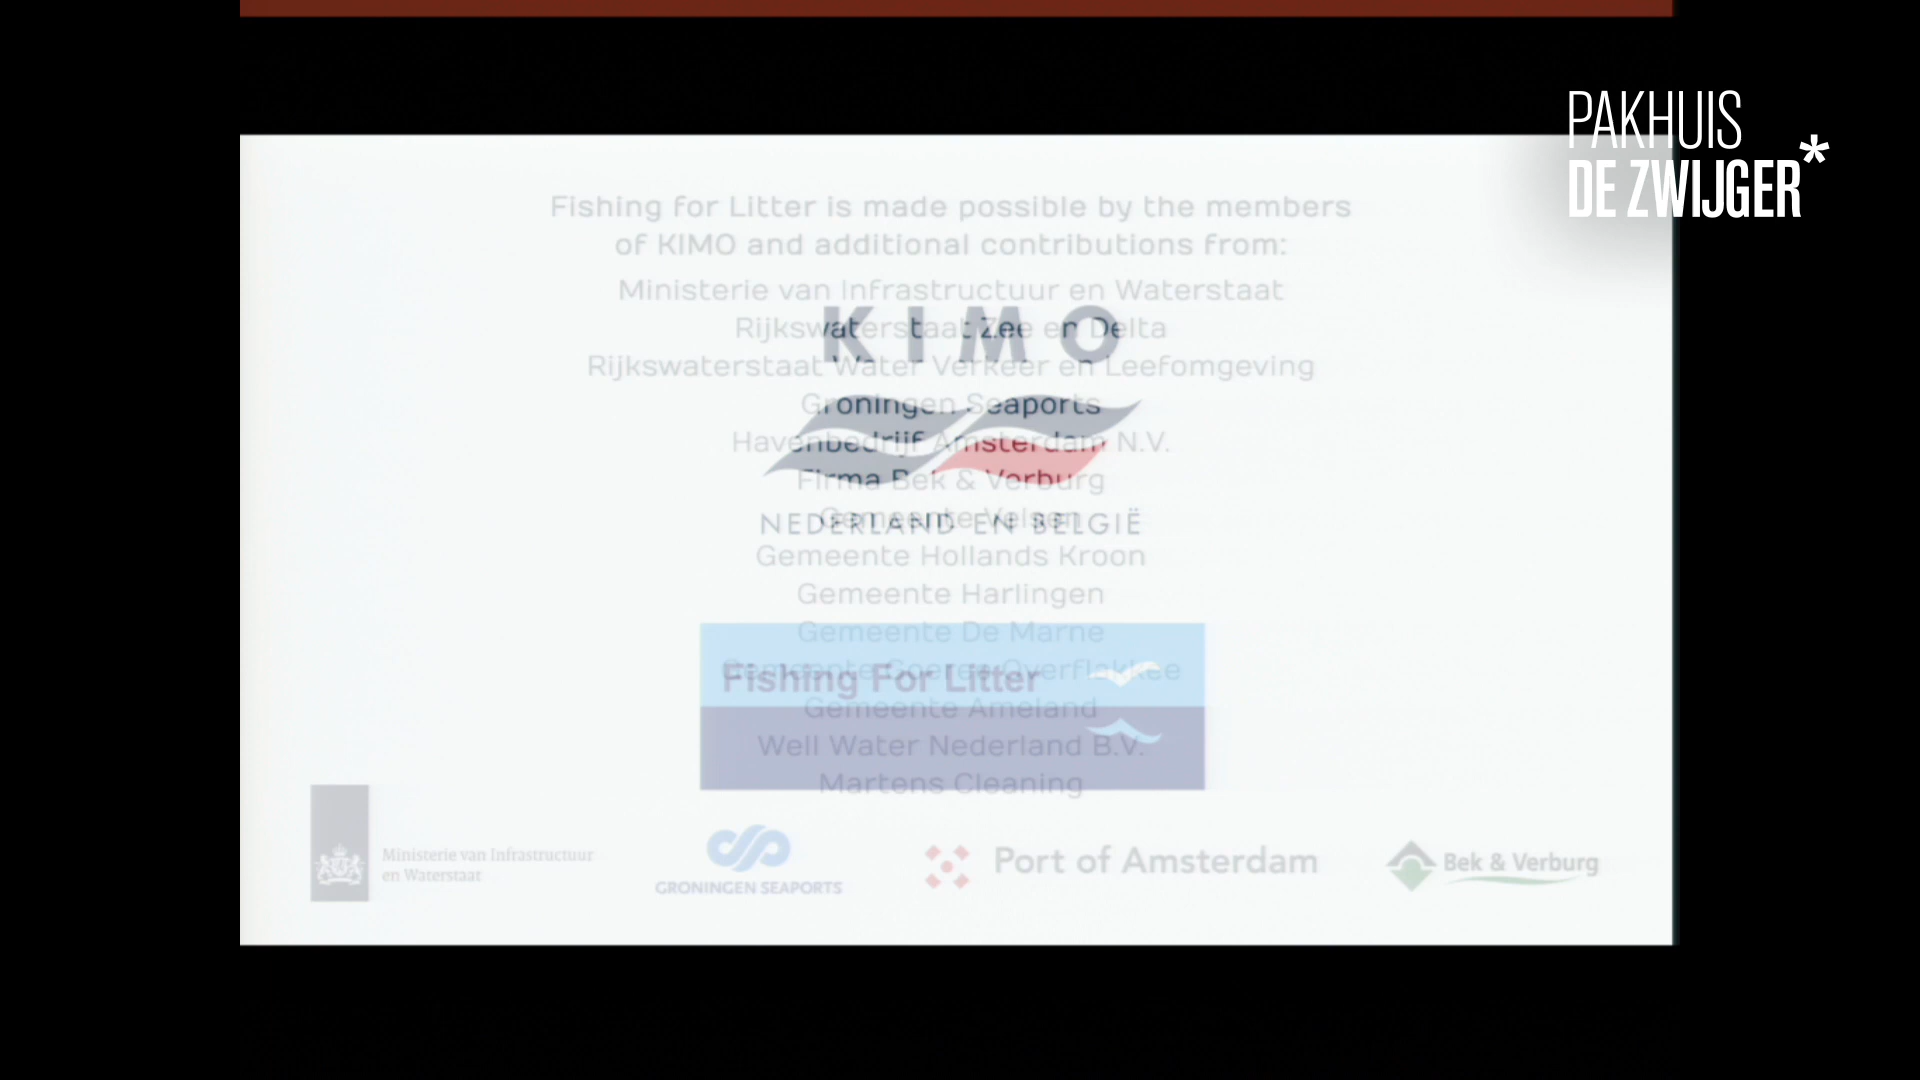 PAKHUIS
DE ZWIJGER*
Fishing for Litter is made possible by the members
of KIMO and additional contributions from:
Ministerie van Infrastructuur en Waterstaat
Rijkswaterstaat Zee en Delta
Rijkswaterstaat Water Verkeer en Leefomgeving
Groningen Seaports
Havenbedrijf Amsterdam N.V.
Firma Bek & Verburg
Gemeente Velsen
Gemeente Hollands Kroon
Gemeente Harlingen
Gemeente De Marne
Gemeente Goeree Overflakkee
Gemeente Ameland
Well Water Nederland B.V.
Martens Cleaning
KIMO
NEDERLAND EN BELGIË
Fishing For Litter
Ministerie van Infrastructuur
en Waterstaat
GRONINGEN SEAPORTS
Port of Amsterdam
Bek & Verburg